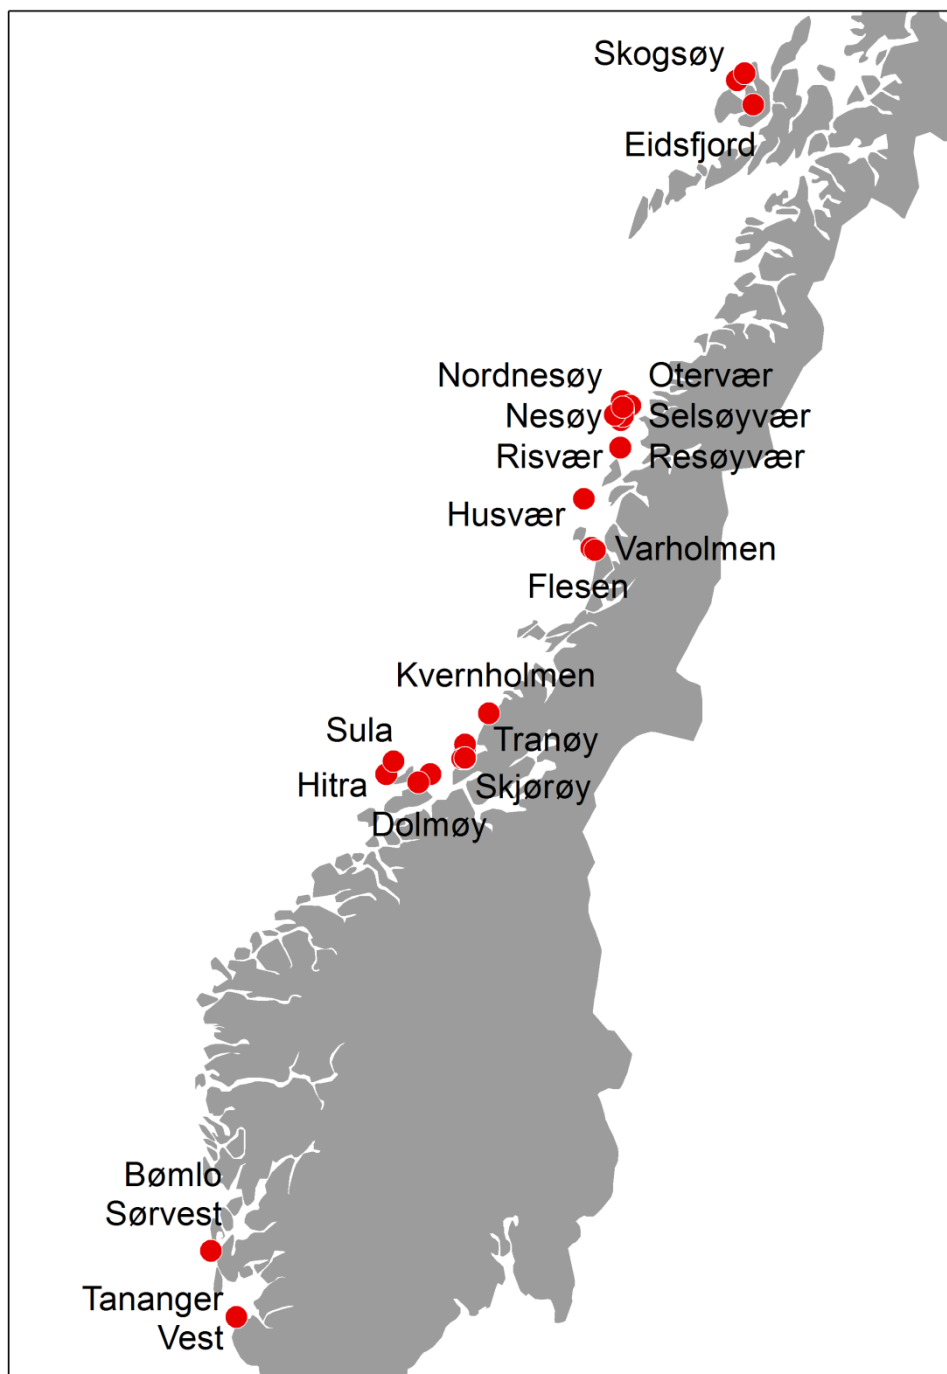 Skogsøy
Eidsfjord
Nordnesøy
Otervær
Nesøy
Selsøyvær
Risvær
Resøyvær
Husvær
Varholmen
Flesen
Kvernholmen
Sula
Tranøy
Hitra
Skjørøy
Dolmøy
Bømlo
Sørvest
Tananger
Vest